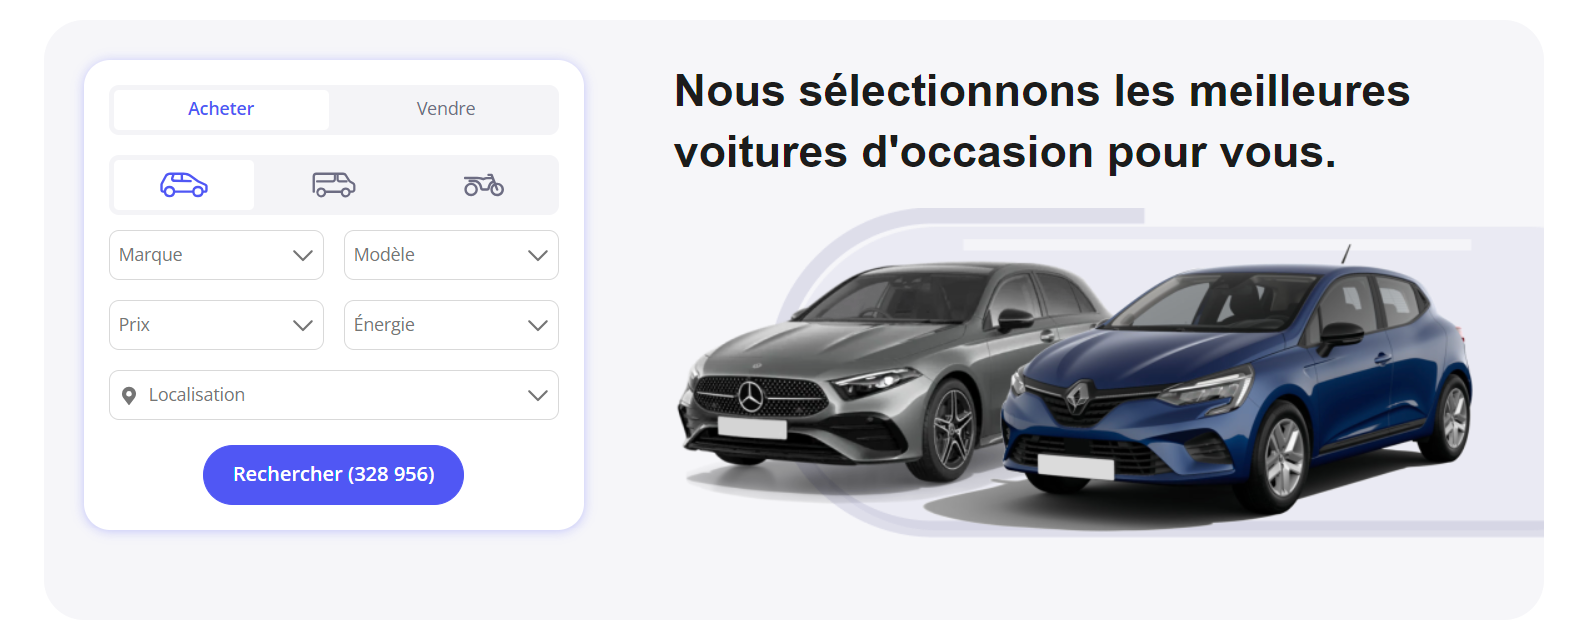 Acheter
Vendre
Marque
Modèle
Prix
Énergie
Localisation
Rechercher (328 956)
Nous sélectionnons les meilleures
voitures d'occasion pour vous.